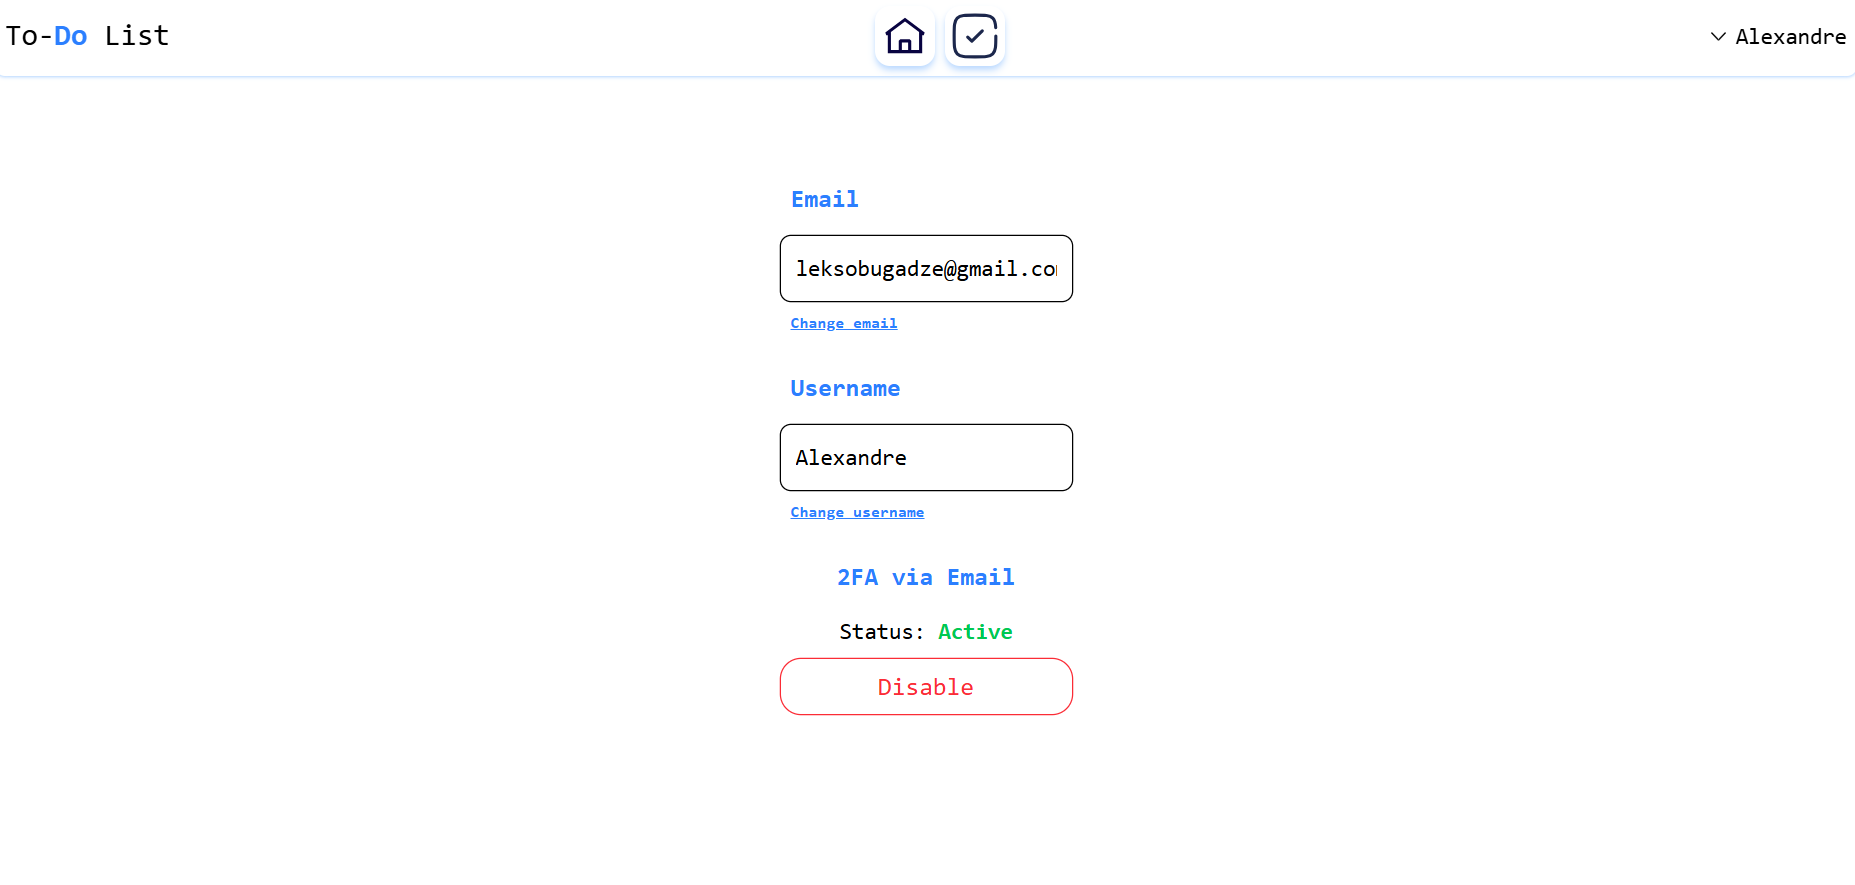 To-Do List
Alexandre
Email
leksobugadze@gmail.co
Change email
Username
Alexandre
Change username
2FA via Email
Status: Active
Disable